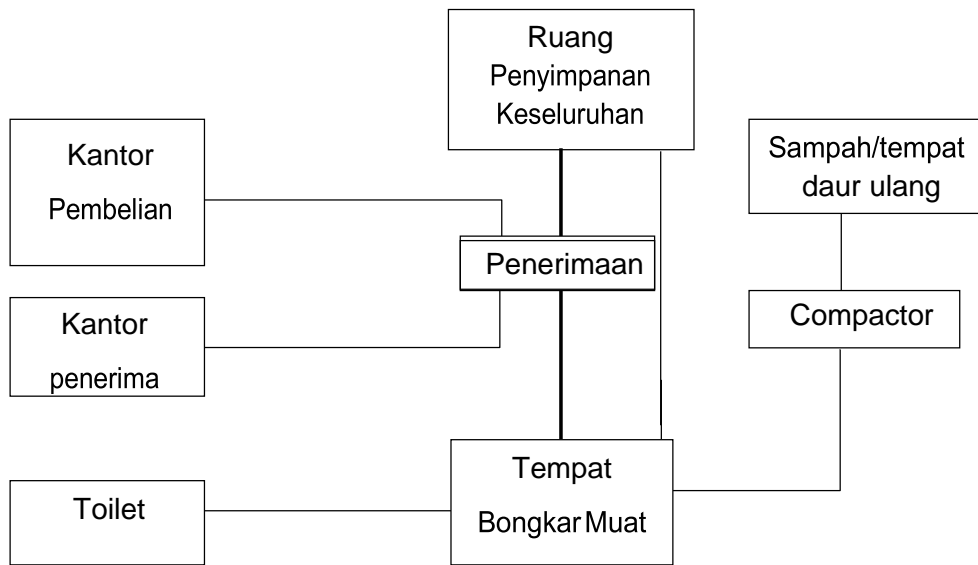 Ruang
Penyimpanan
Keseluruhan
Kantor
Pembelian
Sampah/tempat
daur ulang
Penerimaan
Kantor
penerima
Compactor
Toilet
Tempat
Bongkar Muat